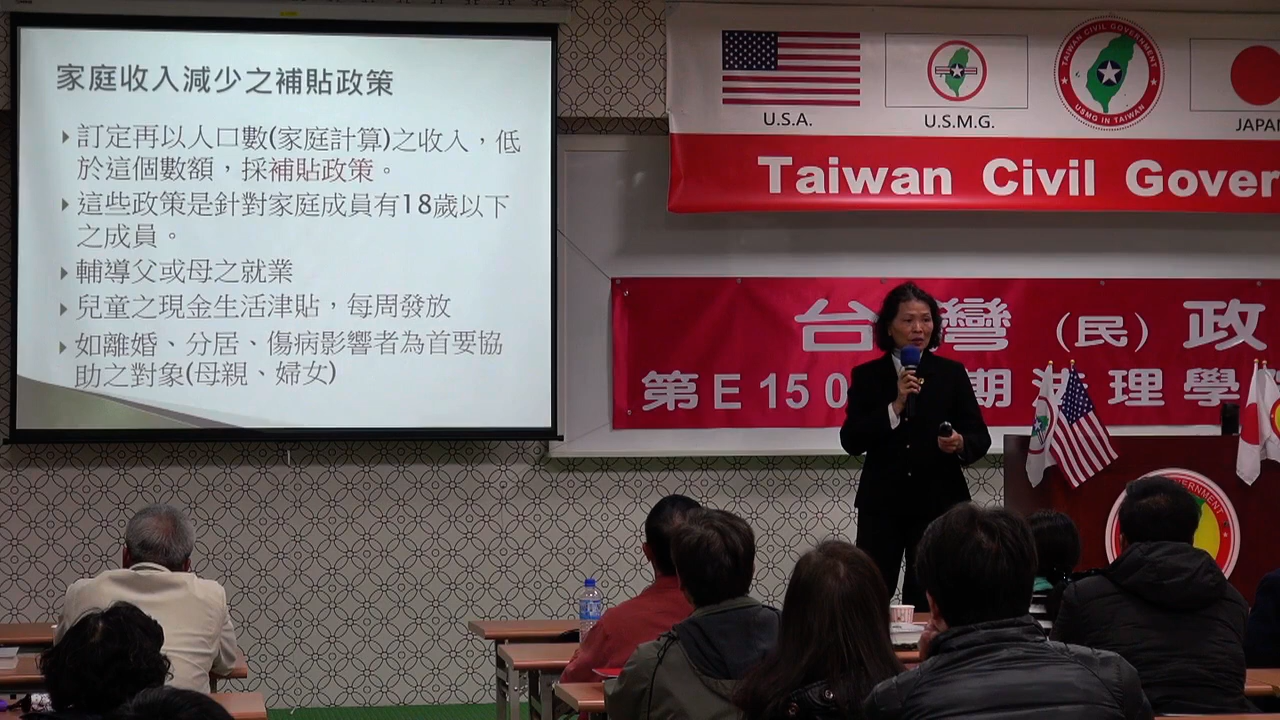 家庭收入減少之補貼政策
訂定再以人口數(家庭計算)之收入，低
於這個數額，採補貼政策。
這些政策是針對家庭成員有18歲以下
之成員。
輔導父或母之就業
兒童之現金生活津貼，每周發放
如離婚、分居、傷病影響者為首要協
助之對象(母親、婦女)
U.S.A.
U.S.M.G.
TAIWAN CIVIL GOVERNMENT
USMG IN TAIWAN
JAPAN
Taiwan Civil Gover
台灣（民）政
第E150 期法理學